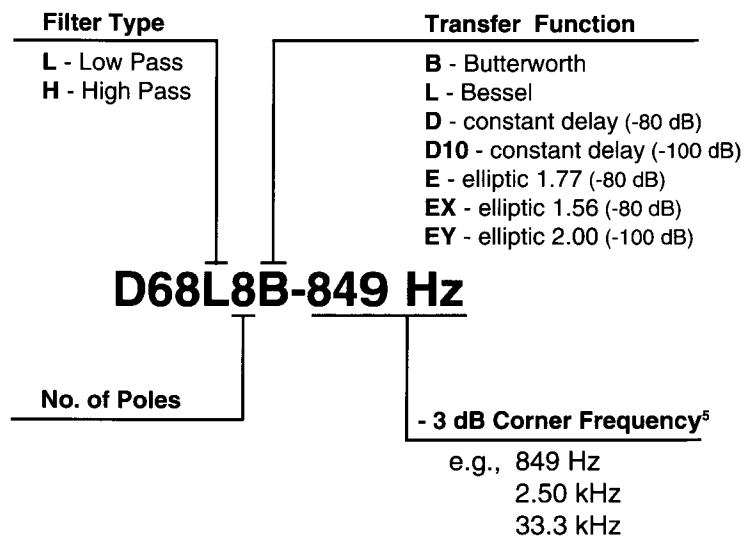 Filter Type
L - Low Pass
H - High Pass
Transfer Function
B - Butterworth
L - Bessel
D - constant delay (-80 dB)
D10 - constant delay (-100 dB)
E - elliptic 1.77 (-80 dB)
EX - elliptic 1.56 (-80 dB)
EY - elliptic 2.00 (-100 dB)
D68L8B-849 Hz
No. of Poles
- 3 dB Corner Frequency⁵
e.g., 849 Hz
2.50 kHz
33.3 kHz